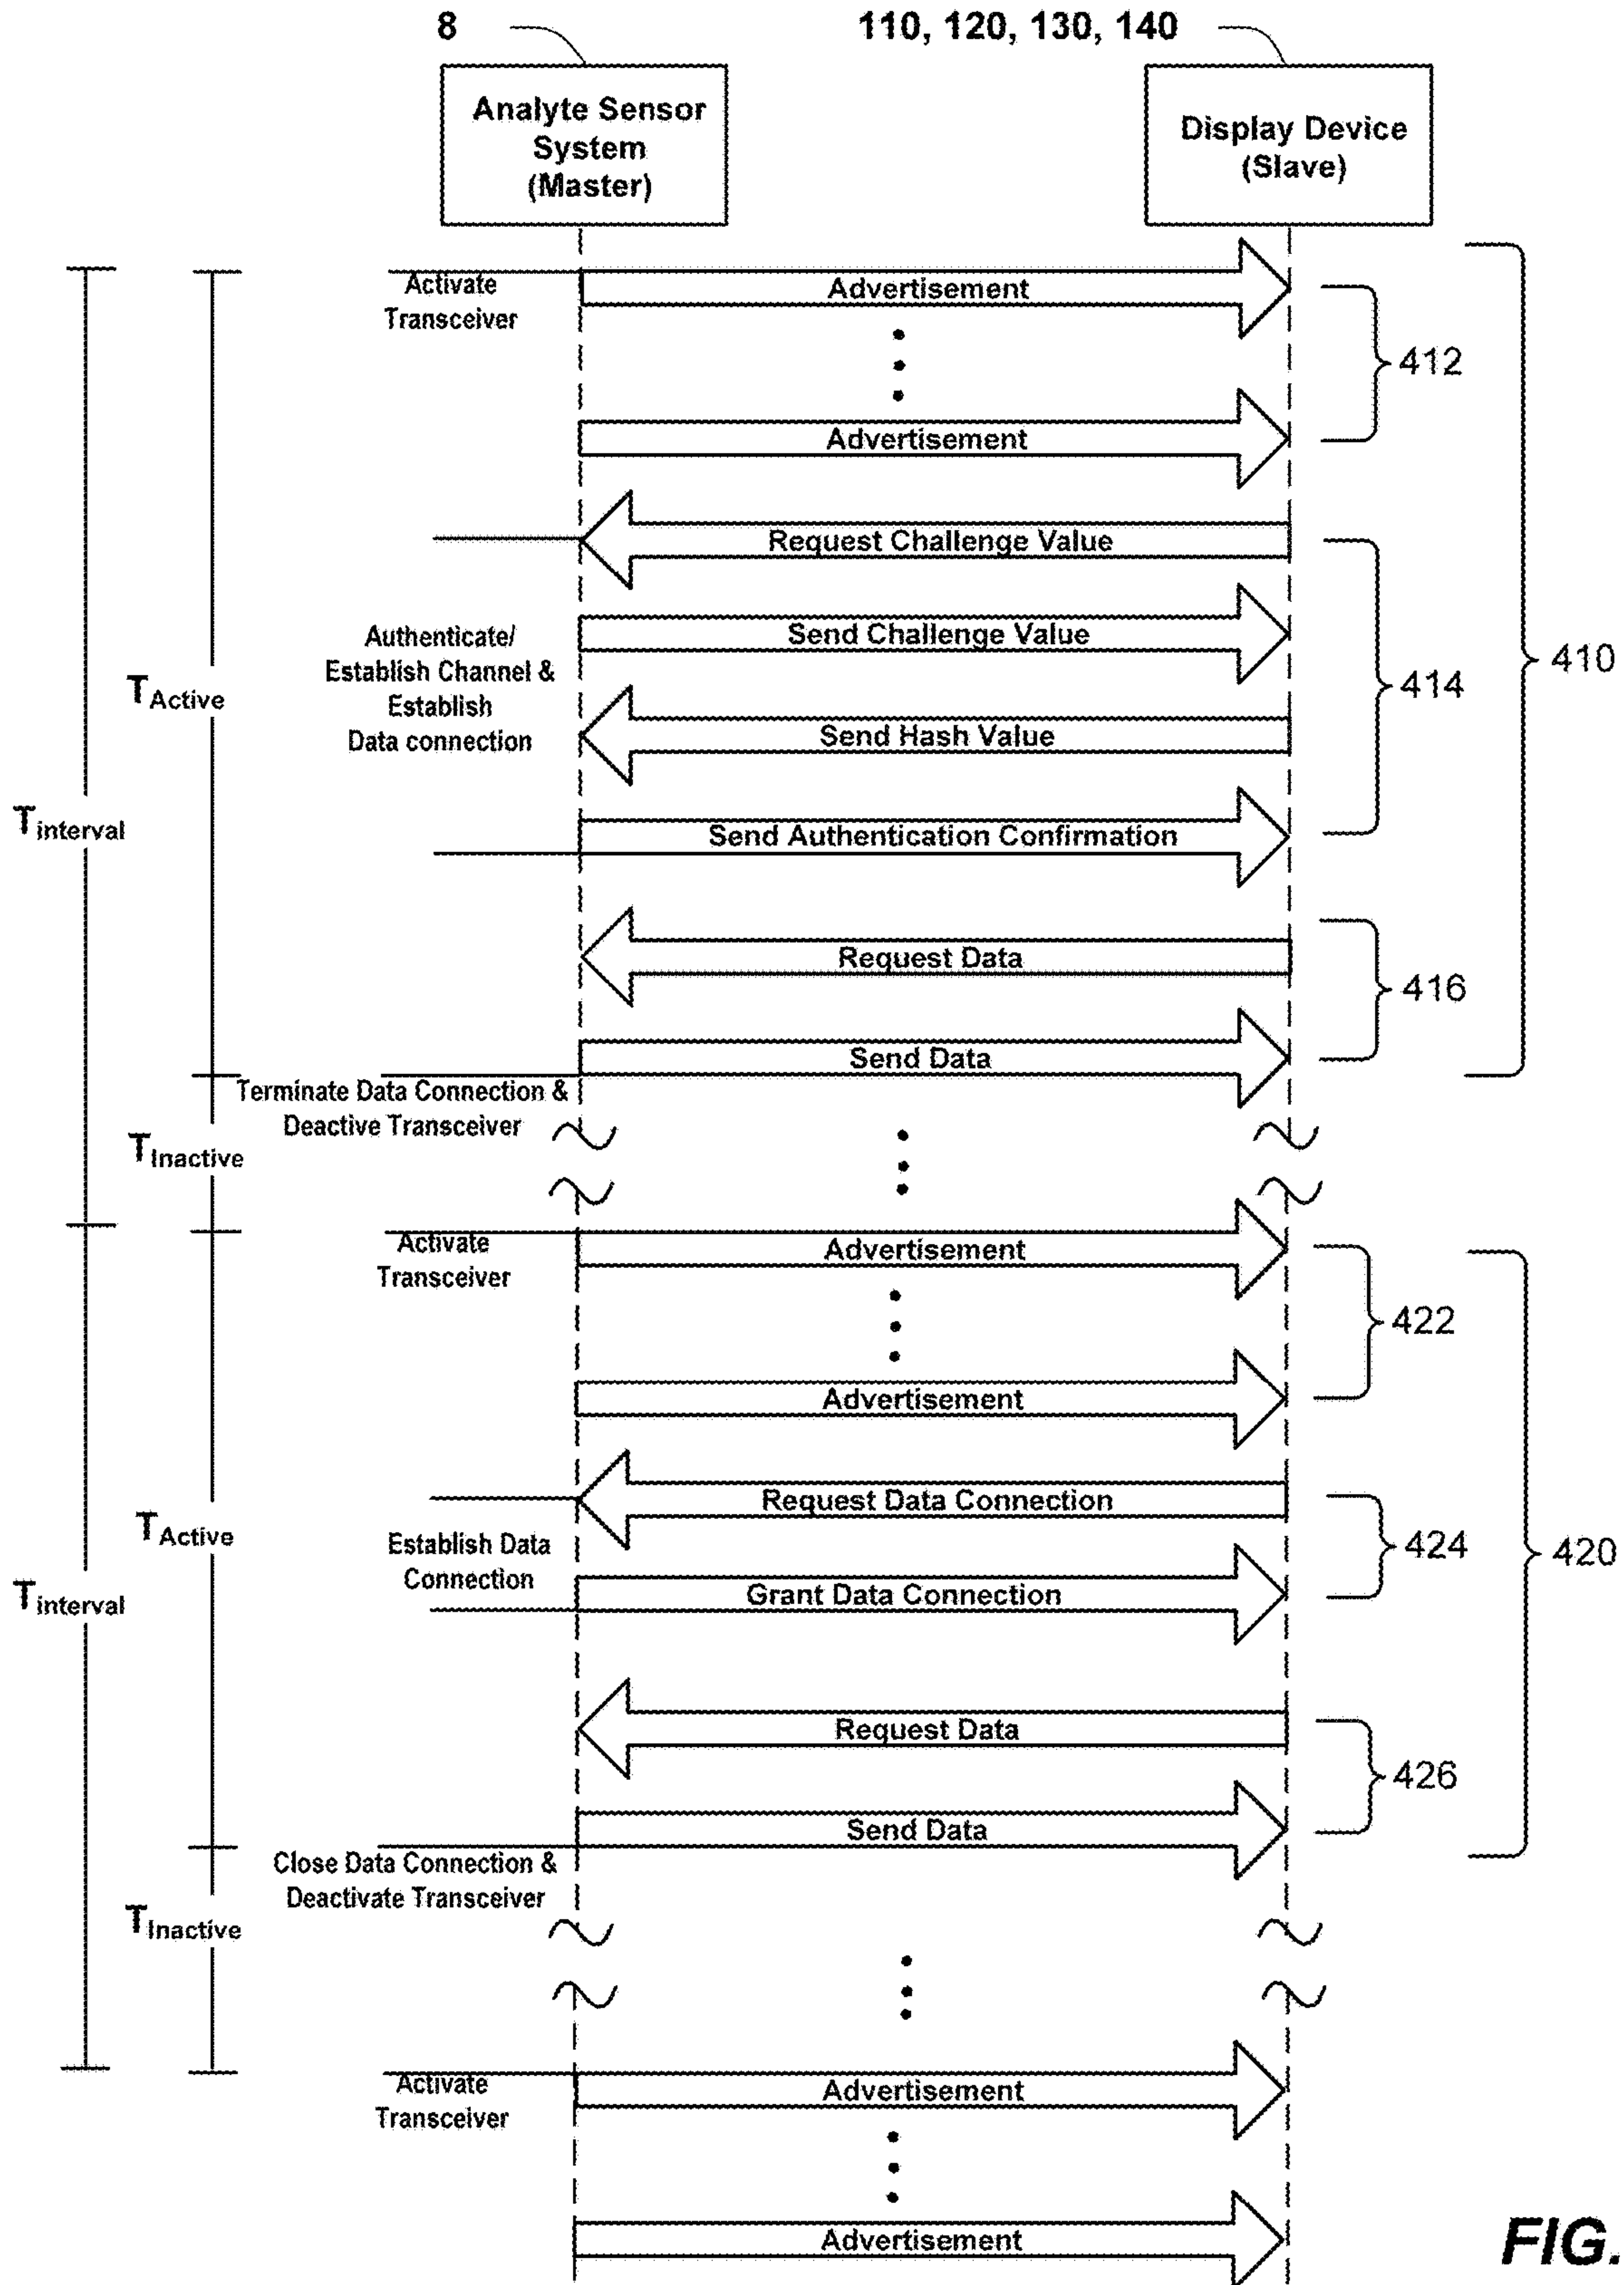 8
110, 120, 130, 140
Analyte Sensor
System
(Master)
Display Device
(Slave)
Activate
Transceiver
Advertisement
412
Advertisement
Request Challenge Value
Authenticate/
Establish Channel &
Establish
Data connection
Send Challenge Value
410
414
TActive
Send Hash Value
Tinterval
Send Authentication Confirmation
Request Data
416
Send Data
Terminate Data Connection &
Deactive Transceiver
TInactive
Activate
Transceiver
Advertisement
422
Advertisement
Request Data Connection
TActive
Establish Data
Connection
424
420
Grant Data Connection
Tinterval
Request Data
426
Send Data
Close Data Connection &
Deactivate Transceiver
TInactive
Activate
Transceiver
Advertisement
Advertisement
FIG.